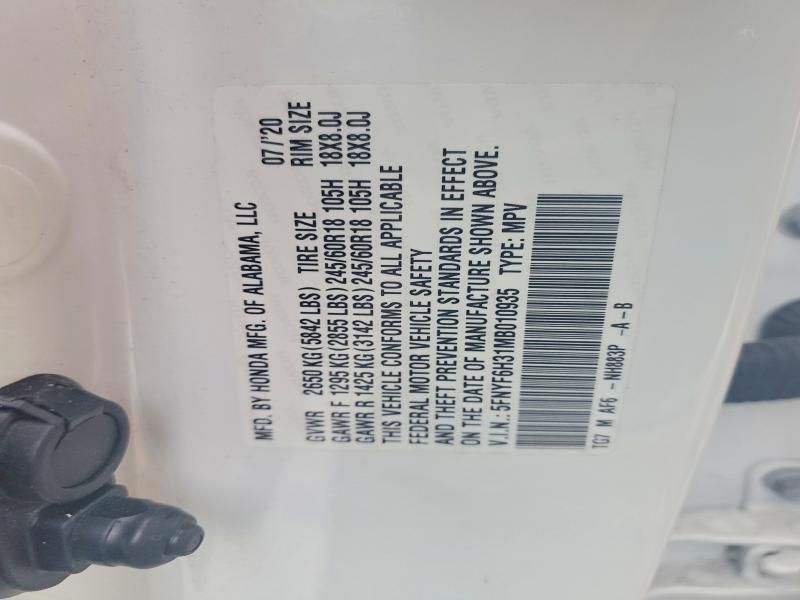 MFD. BY HONDA MFG. OF ALABAMA, LLC 07/'20
GVWR 2650 KG (5842 LBS) TIRE SIZE RIM SIZE
GAWR F 1295 KG (2855 LBS) 245/60R18 105H 18X8.0J
GAWR R 1425 KG (3142 LBS) 245/60R18 105H 18X8.0J
THIS VEHICLE CONFORMS TO ALL APPLICABLE
FEDERAL MOTOR VEHICLE SAFETY
AND THEFT PREVENTION STANDARDS IN EFFECT
ON THE DATE OF MANUFACTURE SHOWN ABOVE.
V.I.N.: 5FNYF6H31MB010935 TYPE: MPV
TG7 M AF6 -NH883P -A-B